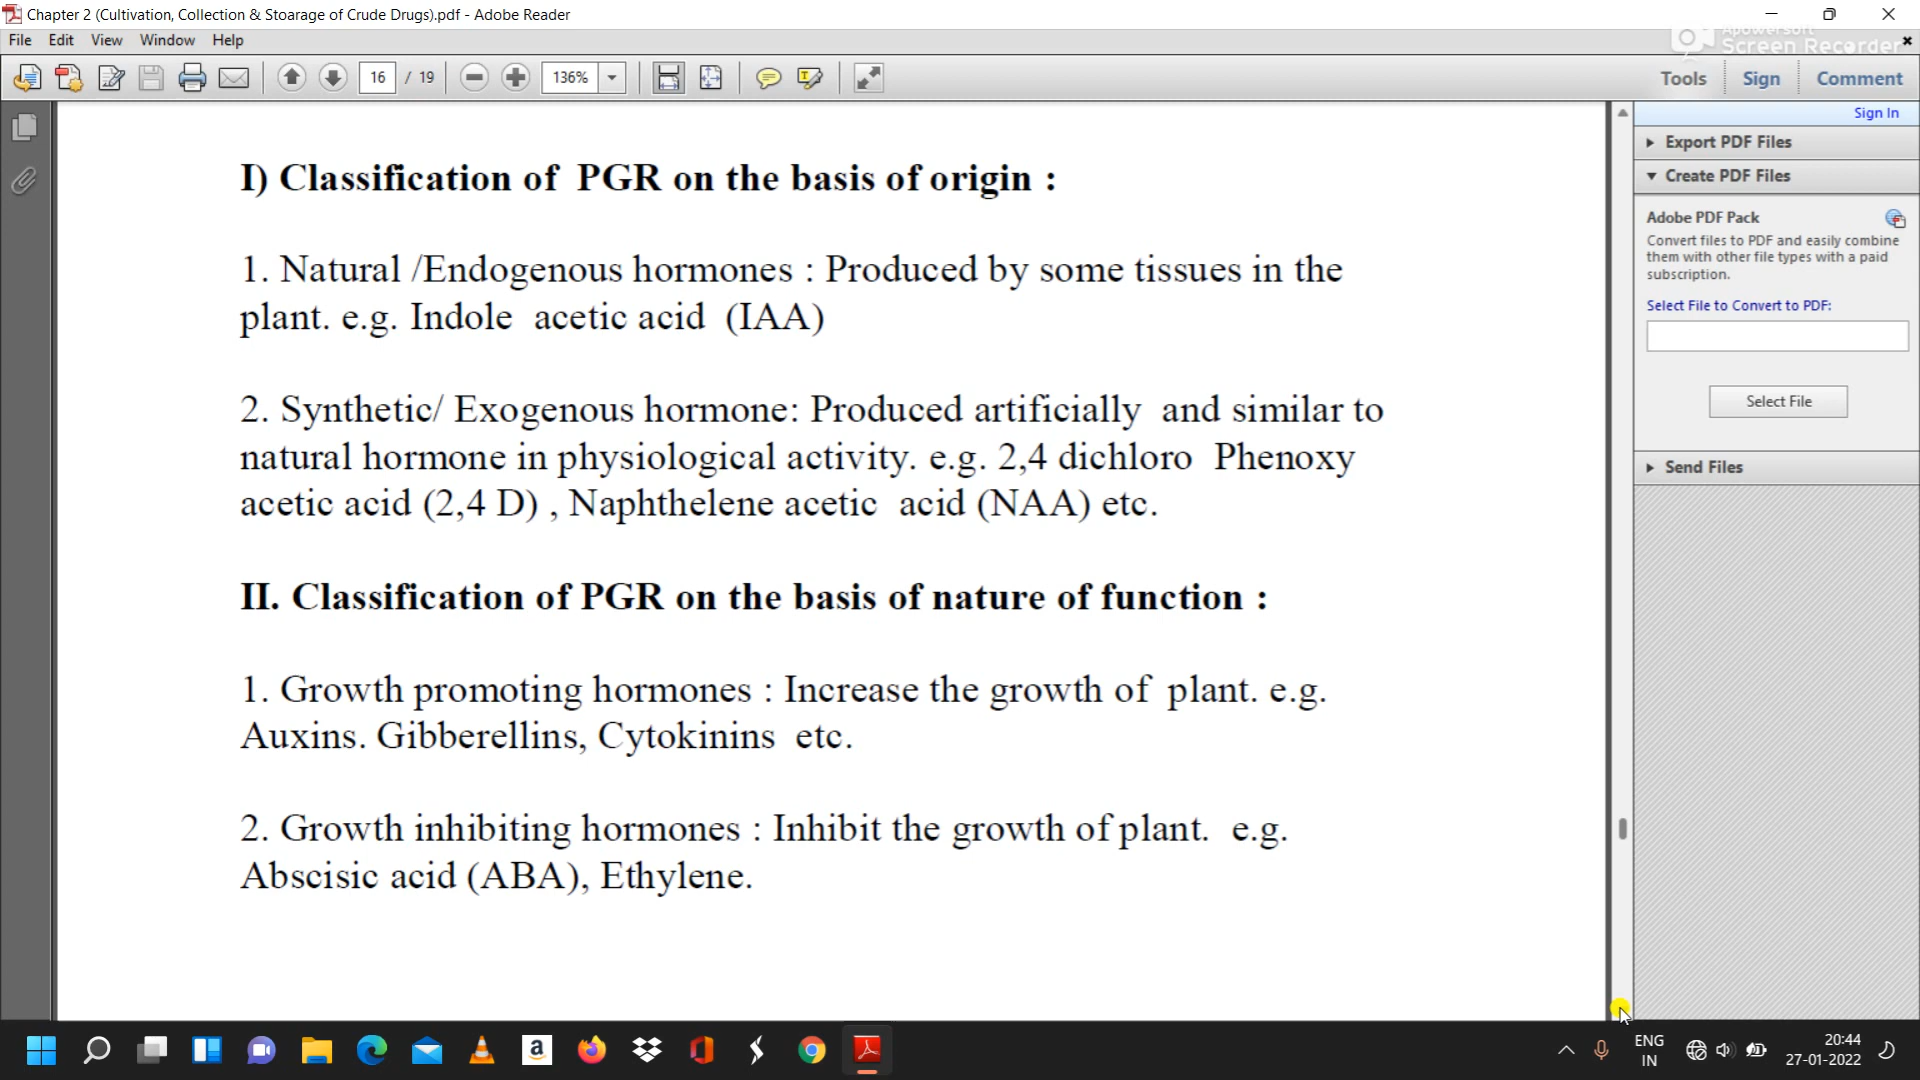 Chapter 2 (Cultivation, Collection & Stoarage of Crude Drugs).pdf - Adobe Reader
File Edit View Window Help
Apowersoft
Screen Recorder
16 / 19
136%
Tools Sign Comment
Sign In
Export PDF Files
Create PDF Files
Adobe PDF Pack
Convert files to PDF and easily combine
them with other file types with a paid
subscription.
Select File to Convert to PDF:
Select File
Send Files
I) Classification of PGR on the basis of origin :
1. Natural /Endogenous hormones : Produced by some tissues in the
plant. e.g. Indole acetic acid (IAA)
2. Synthetic/ Exogenous hormone: Produced artificially and similar to
natural hormone in physiological activity. e.g. 2,4 dichloro Phenoxy
acetic acid (2,4 D) , Naphthelene acetic acid (NAA) etc.
II. Classification of PGR on the basis of nature of function :
1. Growth promoting hormones : Increase the growth of plant. e.g.
Auxins. Gibberellins, Cytokinins etc.
2. Growth inhibiting hormones : Inhibit the growth of plant. e.g.
Abscisic acid (ABA), Ethylene.
a
ENG
IN
20:44
27-01-2022